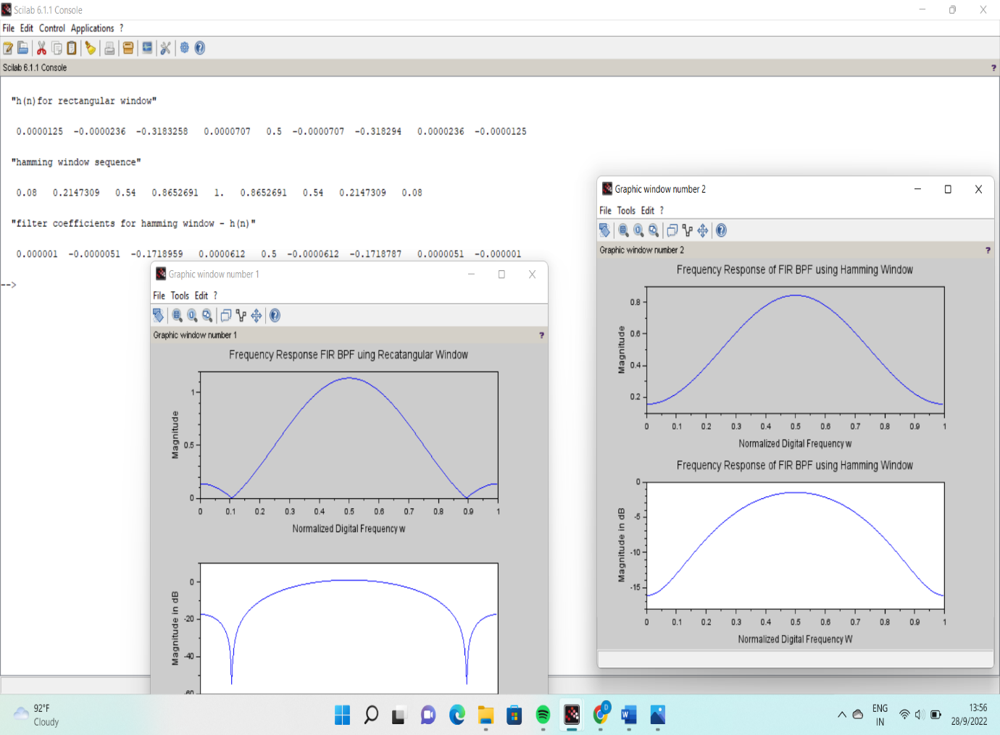 Scilab 6.1.1 Console
File Edit Control Applications ?
Scilab 6.1.1 Console ?
"h(n)for rectangular window"
0.0000125 -0.0000236 -0.3183258 0.0000707 0.5 -0.0000707 -0.318294 0.0000236 -0.0000125
"hamming window sequence"
0.08 0.2147309 0.54 0.8652691 1. 0.8652691 0.54 0.2147309 0.08
"filter coefficients for hamming window - h(n)"
0.000001 -0.0000051 -0.1718959 0.0000612 0.5 -0.0000612 -0.1718787 0.0000051 -0.000001
-->
Graphic window number 1
File Tools Edit ?
Graphic window number 1 ?
Frequency Response FIR BPF uing Recatangular Window
Magnitude
1
0.5
0
0 0.1 0.2 0.3 0.4 0.5 0.6 0.7 0.8 0.9 1
Normalized Digital Frequency w
Magnitude in dB
0
-20
-40
-60
Graphic window number 2
File Tools Edit ?
Graphic window number 2 ?
Frequency Response of FIR BPF using Hamming Window
Magnitude
0.8
0.6
0.4
0.2
0 0.1 0.2 0.3 0.4 0.5 0.6 0.7 0.8 0.9 1
Normalized Digital Frequency w
Frequency Response of FIR BPF using Hamming Window
Magnitude in dB
0
-5
-10
-15
0 0.1 0.2 0.3 0.4 0.5 0.6 0.7 0.8 0.9 1
Normalized Digital Frequency W
92°F
Cloudy
D
W
ENG
IN
13:56
28/9/2022